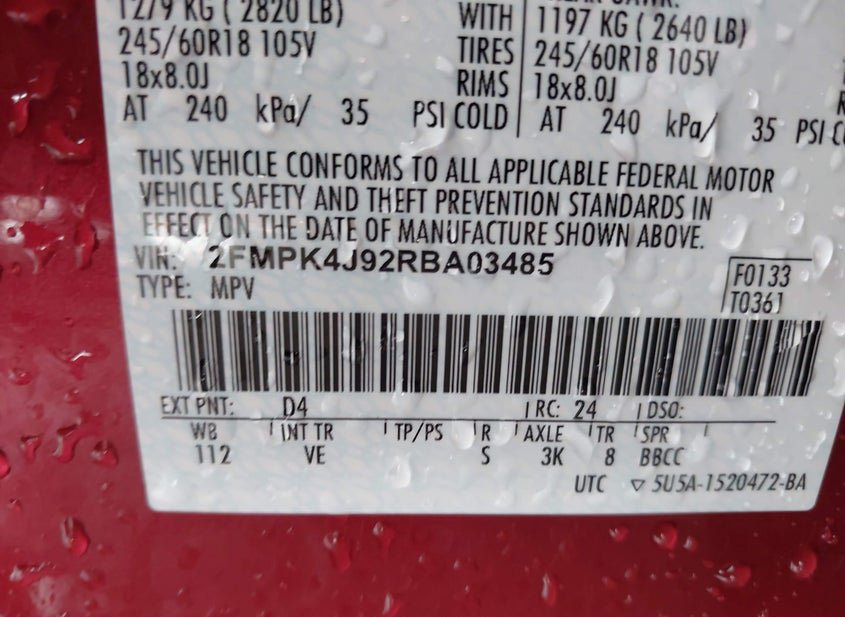 1279 KG ( 2820 LB) WITH 1197 KG ( 2640 LB)
245/60R18 105V TIRES 245/60R18 105V
18x8.0J RIMS 18x8.0J
AT 240 kPa/ 35 PSI COLD AT 240 kPa/ 35 PSI
THIS VEHICLE CONFORMS TO ALL APPLICABLE FEDERAL MOTOR
VEHICLE SAFETY AND THEFT PREVENTION STANDARDS IN
EFFECT ON THE DATE OF MANUFACTURE SHOWN ABOVE.
VIN: 2FMPK4J92RBA03485
TYPE: MPV
F0133
T0361
EXT PNT: D4 RC: 24 DSO:
WB INT TR TP/PS R AXLE TR SPR
112 VE S 3K 8 BBCC
UTC ▽ 5U5A-1520472-BA